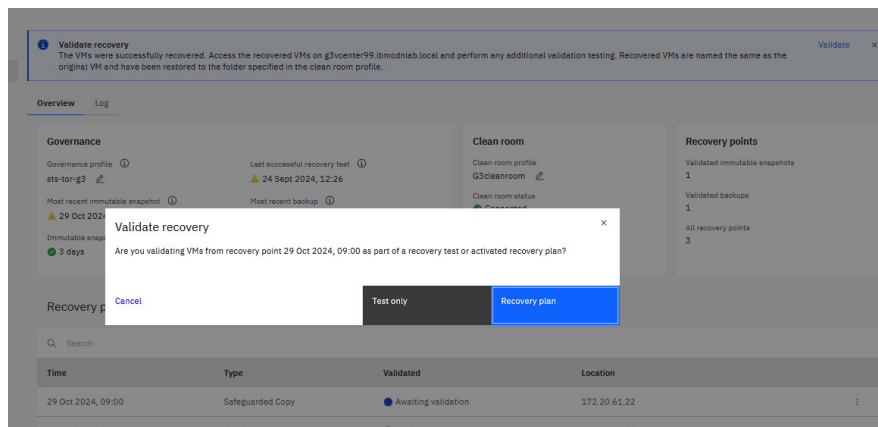 Validate recovery
The VMs were successfully recovered. Access the recovered VMs on g3vcenter99.ibmcdnlab.local and perform any additional validation testing. Recovered VMs are named the same as the
original VM and have been restored to the folder specified in the clean room profile.
Validate
Overview
Log
Governance
Governance profile
sts-tor-g3
Last successful recovery test
24 Sept 2024, 12:26
Most recent immutable snapshot
29 Oct 2024
Most recent backup
Immutable snaps
3 days
Clean room
Clean room profile
G3cleanroom
Clean room status
Connected
Recovery points
Validated immutable snapshots
1
Validated backups
1
All recovery points
3
Validate recovery
Are you validating VMs from recovery point 29 Oct 2024, 09:00 as part of a recovery test or activated recovery plan?
Cancel
Test only
Recovery plan
Recovery p
Search
Time Type Validated Location
29 Oct 2024, 09:00 Safeguarded Copy Awaiting validation 172.20.61.22